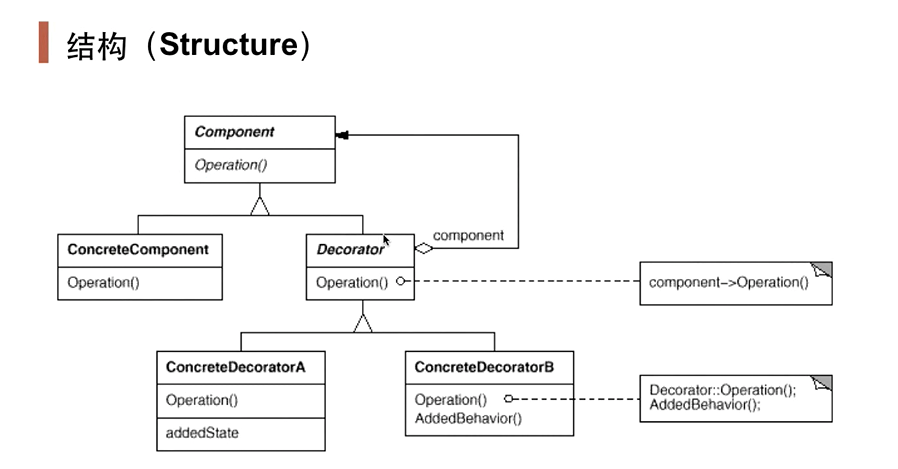 结构（Structure）
Component
Operation()
component
ConcreteComponent
Operation()
Decorator
Operation()
component->Operation()
ConcreteDecoratorA
Operation()
addedState
ConcreteDecoratorB
Operation()
AddedBehavior()
Decorator::Operation();
AddedBehavior();